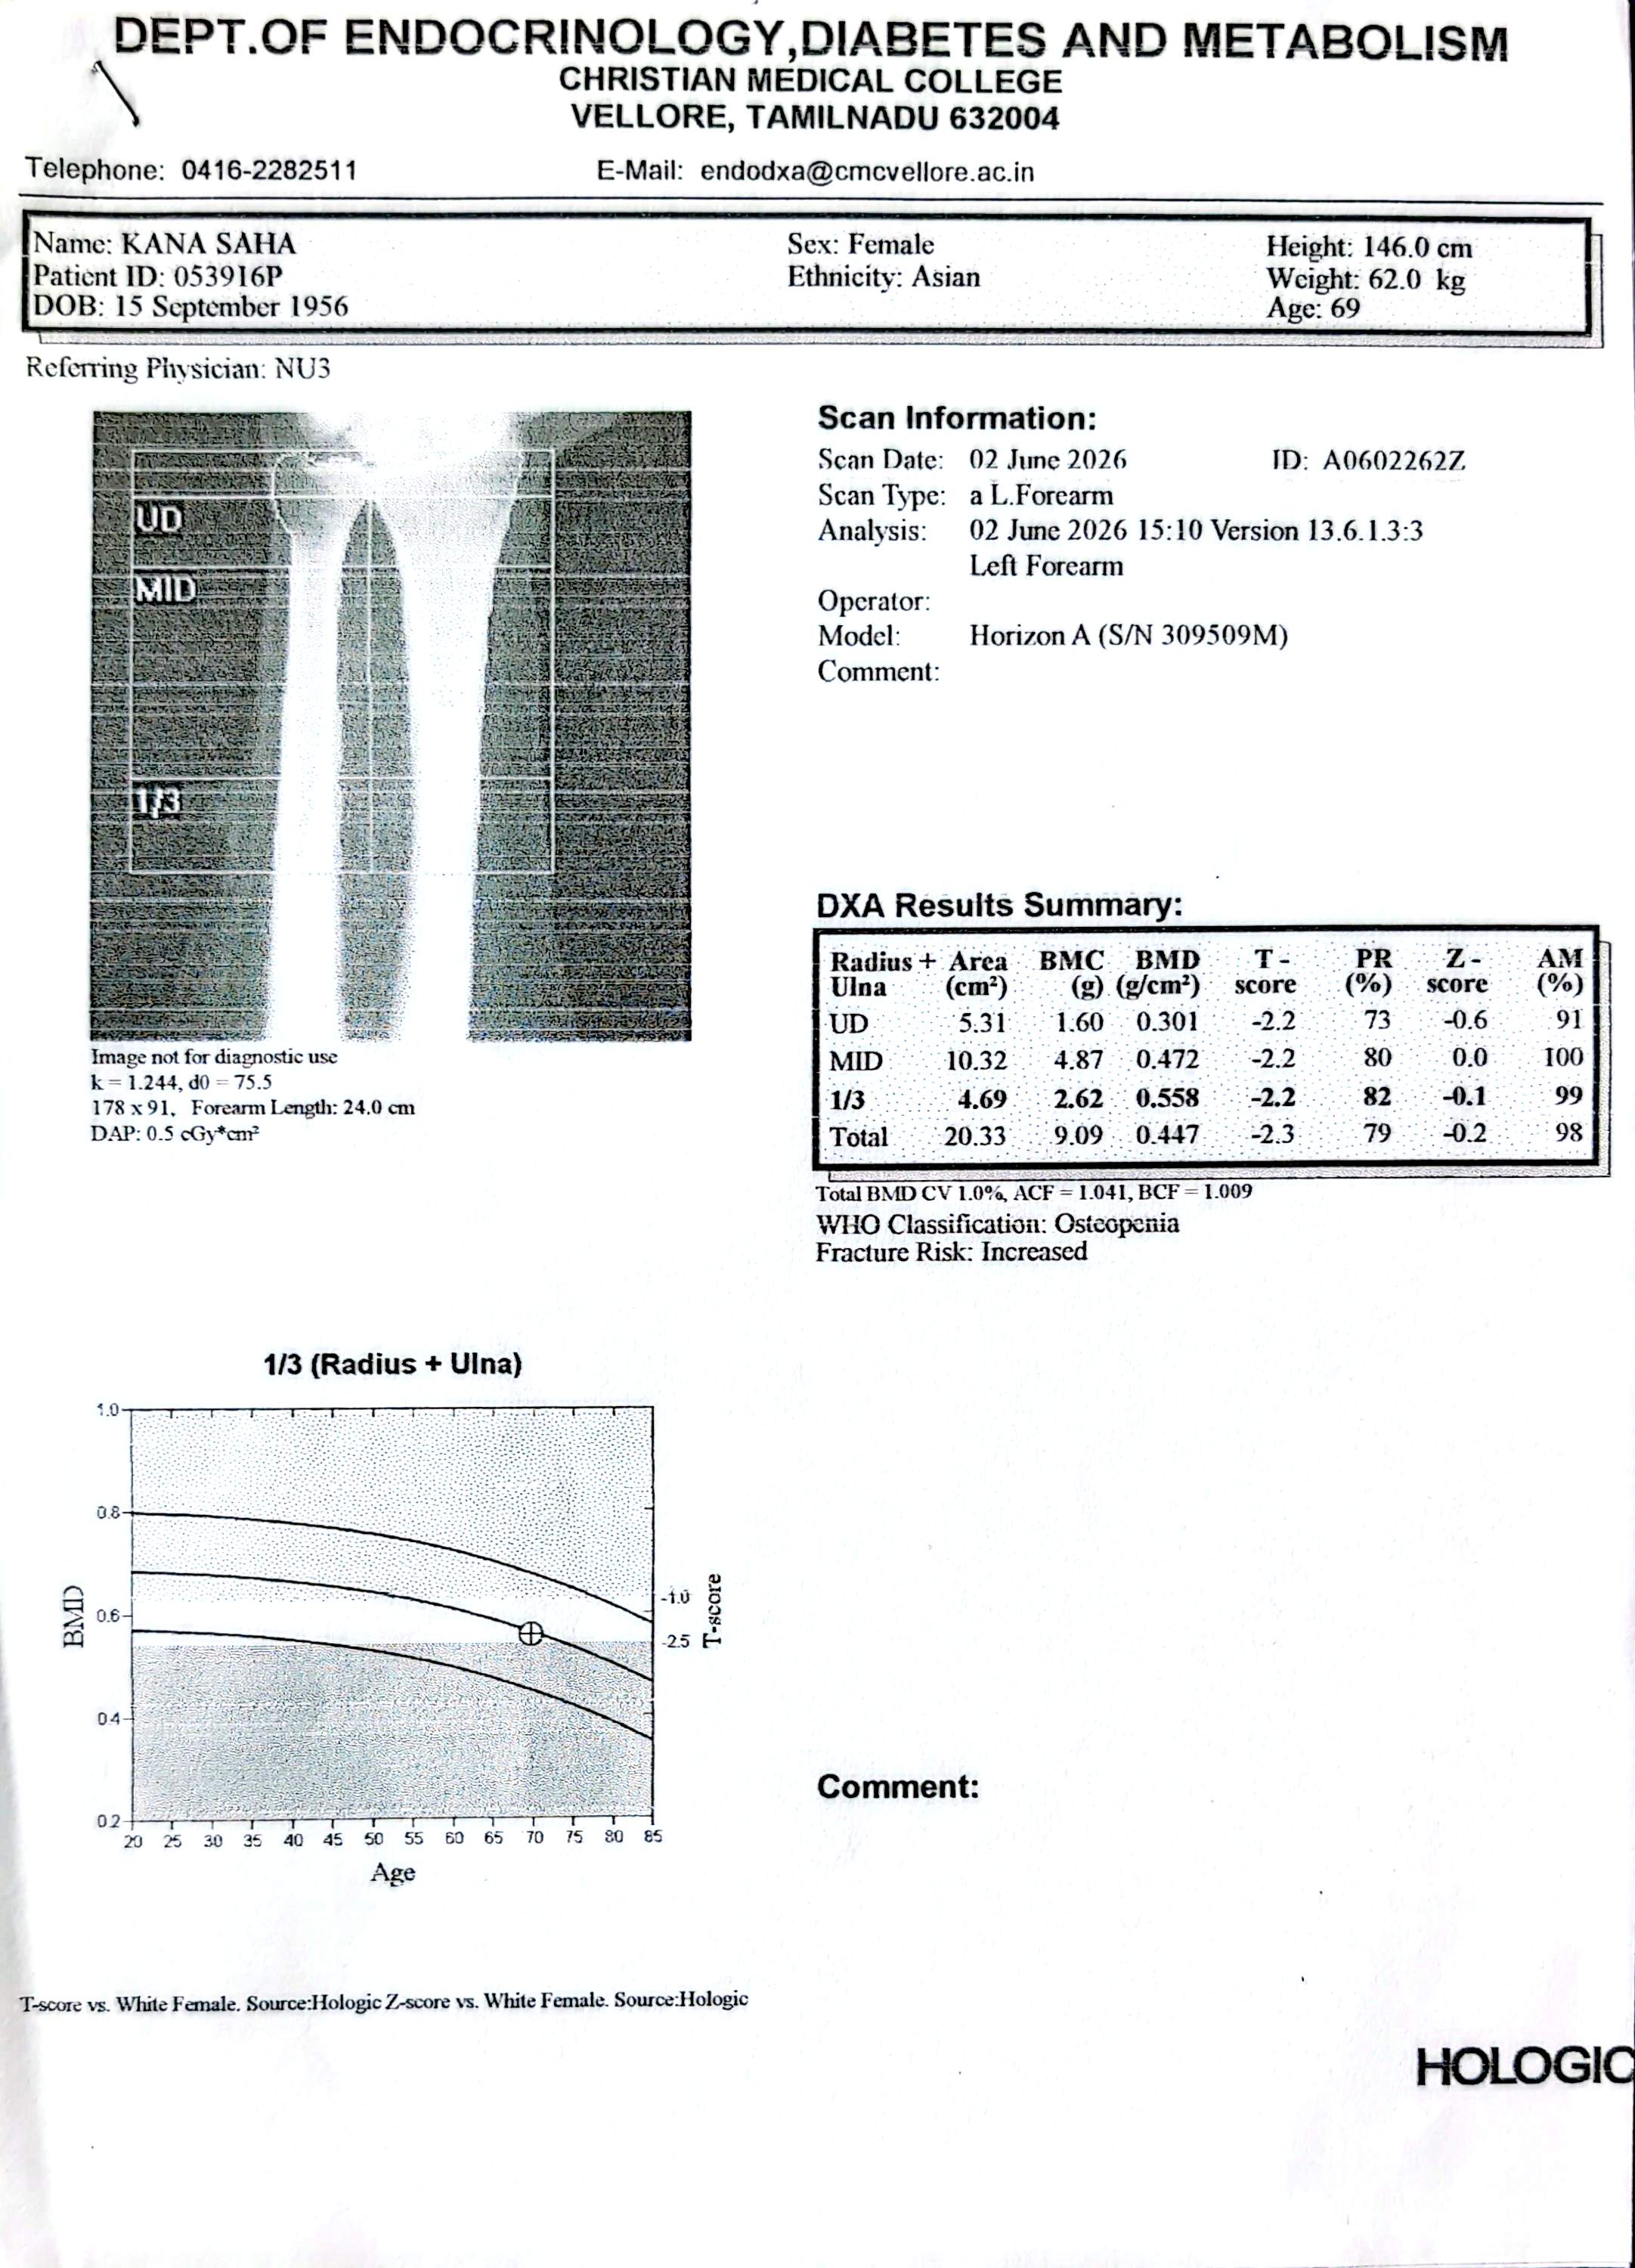 DEPT.OF ENDOCRINOLOGY,DIABETES AND METABOLISM
CHRISTIAN MEDICAL COLLEGE
VELLORE, TAMILNADU 632004
Telephone: 0416-2282511 E-Mail: endodxa@cmcvellore.ac.in
Name: KANA SAHA Sex: Female Height: 146.0 cm
Patient ID: 053916P Ethnicity: Asian Weight: 62.0 kg
DOB: 15 September 1956 Age: 69
Referring Physician: NU3
UD
MID
1/3
Image not for diagnostic use
k = 1.244, d0 = 75.5
178 x 91, Forearm Length: 24.0 cm
DAP: 0.5 cGy*cm²
Scan Information:
Scan Date: 02 June 2026 ID: A0602262Z
Scan Type: a L.Forearm
Analysis: 02 June 2026 15:10 Version 13.6.1.3:3
Left Forearm
Operator:
Model: Horizon A (S/N 309509M)
Comment:
DXA Results Summary:
Radius + Area BMC BMD T - PR Z - AM
Ulna (cm²) (g) (g/cm²) score (%) score (%)
UD 5.31 1.60 0.301 -2.2 73 -0.6 91
MID 10.32 4.87 0.472 -2.2 80 0.0 100
1/3 4.69 2.62 0.558 -2.2 82 -0.1 99
Total 20.33 9.09 0.447 -2.3 79 -0.2 98
Total BMD CV 1.0%, ACF = 1.041, BCF = 1.009
WHO Classification: Osteopenia
Fracture Risk: Increased
1/3 (Radius + Ulna)
1.0
0.8
0.6
0.4
0.2
BMD
-1.0
-2.5
T-score
20 25 30 35 40 45 50 55 60 65 70 75 80 85
Age
Comment:
T-score vs. White Female. Source:Hologic Z-score vs. White Female. Source:Hologic
HOLOGIC